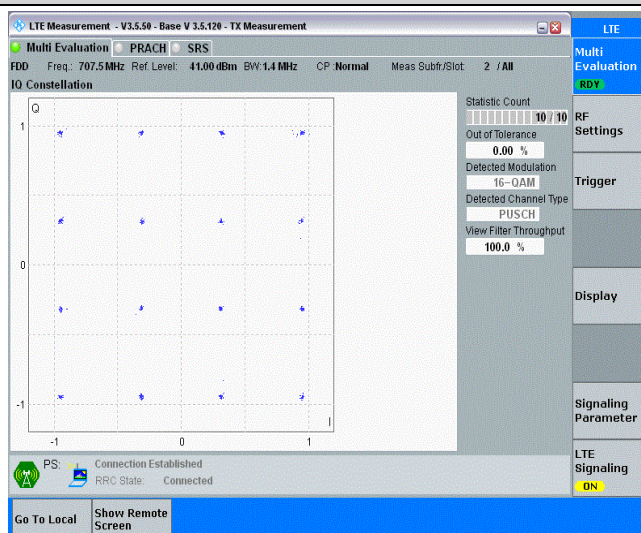 LTE Measurement - V3.5.50 - Base V 3.5.120 - TX Measurement
LTE
Multi Evaluation PRACH SRS
Multi
Evaluation
RDY
FDD Freq.: 707.5 MHz Ref. Level: 41.00 dBm BW: 1.4 MHz CP : Normal Meas Subfr./Slot: 2 / All
IQ Constellation
Q
1
0
-1
-1 0 1
I
Statistic Count
10 / 10
Out of Tolerance
0.00 %
Detected Modulation
16-QAM
Detected Channel Type
PUSCH
View Filter Throughput
100.0 %
RF
Settings
Trigger
Display
Signaling
Parameter
LTE
Signaling
ON
PS: Connection Established
RRC State: Connected
Go To Local
Show Remote
Screen